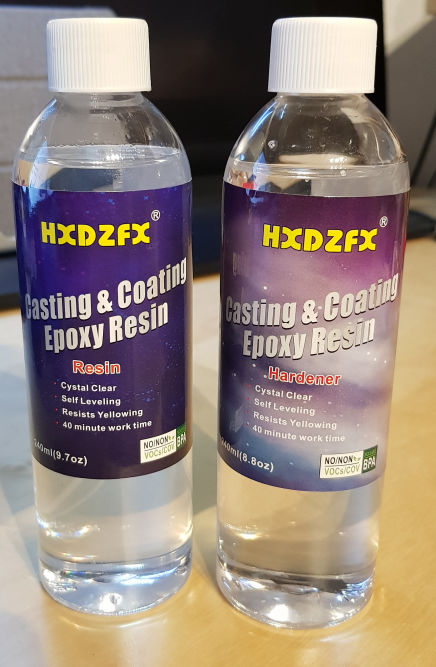 HXDZFX®
Casting & Coating
Epoxy Resin
Resin
· Cystal Clear
· Self Leveling
· Resists Yellowing
· 40 minute work time
240ml(9.7oz)
NO/NON
VOCs/COV
BPA
HXDZFX®
Casting & Coating
Epoxy Resin
Hardener
· Cystal Clear
· Self Leveling
· Resists Yellowing
· 40 minute work time
240ml(8.8oz)
NO/NON
VOCs/COV
BPA